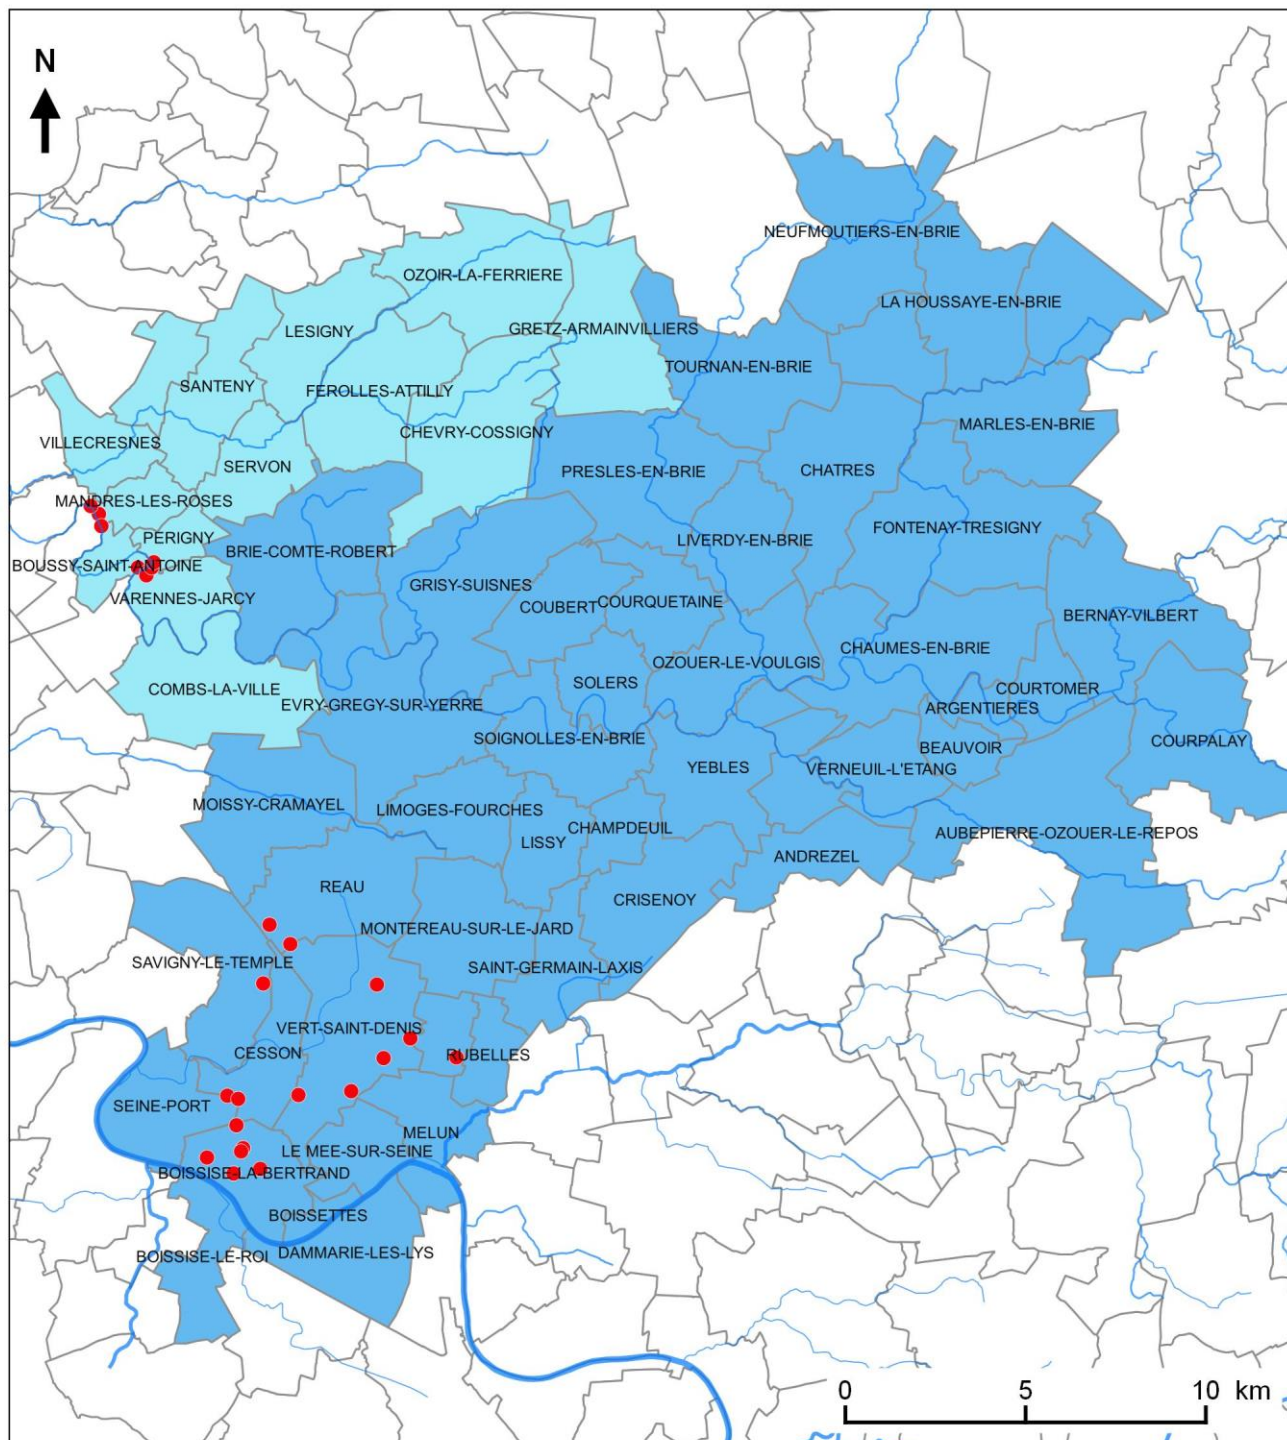 N
NEUFMOUTIERS-EN-BRIE
OZOIR-LA-FERRIERE
LA HOUSSAYE-EN-BRIE
LESIGNY
GRETZ-ARMAINVILLIERS
TOURNAN-EN-BRIE
SANTENY
FEROLLES-ATTILLY
MARLES-EN-BRIE
CHEVRY-COSSIGNY
VILLECRESNES
SERVON
PRESLES-EN-BRIE
CHATRES
MANDRES-LES-ROSES
FONTENAY-TRESIGNY
PERIGNY
LIVERDY-EN-BRIE
BRIE-COMTE-ROBERT
BOUSSY-SAINT-ANTOINE
GRISY-SUISNES
VARENNES-JARCY
COUBERT
COURQUETAINE
BERNAY-VILBERT
CHAUMES-EN-BRIE
OZOUER-LE-VOULGIS
SOLERS
COMBS-LA-VILLE
COURTOMER
EVRY-GREGY-SUR-YERRE
ARGENTIERES
SOIGNOLLES-EN-BRIE
COURPALAY
BEAUVOIR
YEBLES
VERNEUIL-L'ETANG
MOISSY-CRAMAYEL
LIMOGES-FOURCHES
CHAMPDEUIL
AUBEPIERRE-OZOUER-LE-REPOS
LISSY
ANDREZEL
REAU
CRISENOY
MONTEREAU-SUR-LE-JARD
SAVIGNY-LE-TEMPLE
SAINT-GERMAIN-LAXIS
VERT-SAINT-DENIS
CESSON
RUBELLES
SEINE-PORT
MELUN
LE MEE-SUR-SEINE
BOISSISE-LA-BERTRAND
BOISSETTES
DAMMARIE-LES-LYS
BOISSISE-LE-ROI
0 5 10 km